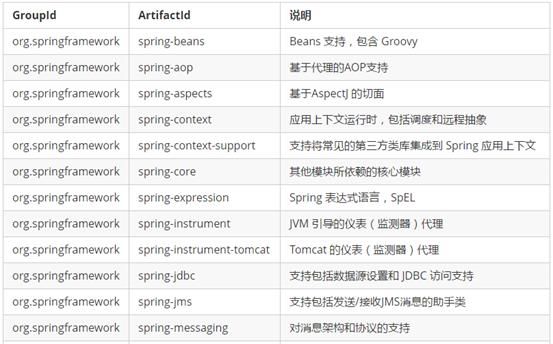 GroupId ArtifactId 说明
org.springframework spring-beans Beans 支持，包含 Groovy
org.springframework spring-aop 基于代理的AOP支持
org.springframework spring-aspects 基于AspectJ 的切面
org.springframework spring-context 应用上下文运行时，包括调度和远程抽象
org.springframework spring-context-support 支持将常见的第三方类库集成到 Spring 应用上下文
org.springframework spring-core 其他模块所依赖的核心模块
org.springframework spring-expression Spring 表达式语言，SpEL
org.springframework spring-instrument JVM 引导的仪表（监测器）代理
org.springframework spring-instrument-tomcat Tomcat 的仪表（监测器）代理
org.springframework spring-jdbc 支持包括数据源设置和 JDBC 访问支持
org.springframework spring-jms 支持包括发送/接收JMS消息的助手类
org.springframework spring-messaging 对消息架构和协议的支持